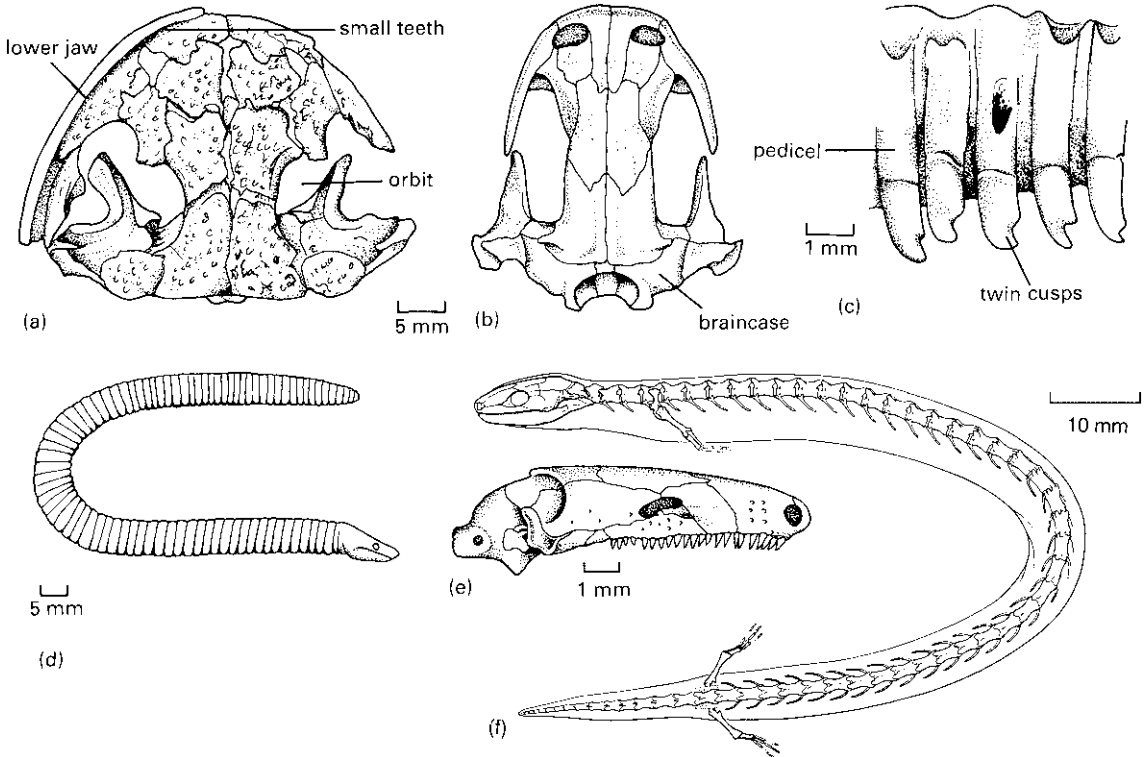 lower jaw
small teeth
orbit
5 mm
(a)
braincase
(b)
pedicel
1 mm
twin cusps
(c)
5 mm
(d)
1 mm
(e)
10 mm
(f)